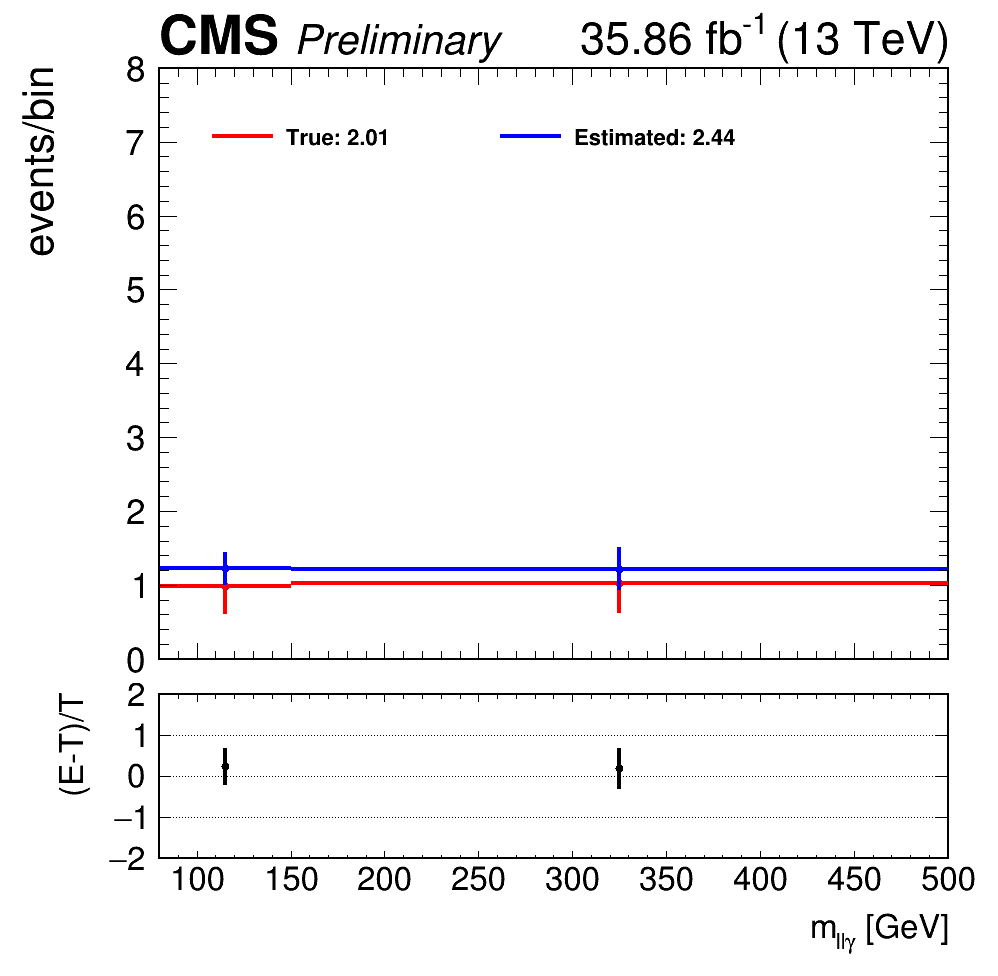 CMS Preliminary 35.86 fb-1 (13 TeV)
events/bin
8
7
6
5
4
3
2
1
0
True: 2.01
Estimated: 2.44
(E-T)/T
2
1
0
−1
−2
100 150 200 250 300 350 400 450 500
mllγ [GeV]